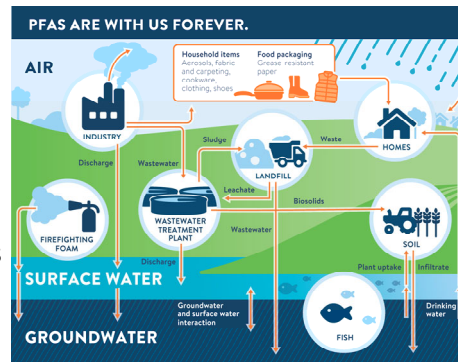 PFAS ARE WITH US FOREVER.
AIR
Household items
Aerosols, fabric
and carpeting,
cookware,
clothing, shoes
Food packaging
Grease resistant
paper
INDUSTRY
HOMES
Sludge
Waste
LANDFILL
Discharge
Wastewater
Leachate
Biosolids
WASTEWATER
TREATMENT
PLANT
Wastewater
FIREFIGHTING
FOAM
SOIL
Discharge
Plant uptake
Infiltrate
SURFACE WATER
Groundwater
and surface water
interaction
FISH
Drinking
water
GROUNDWATER